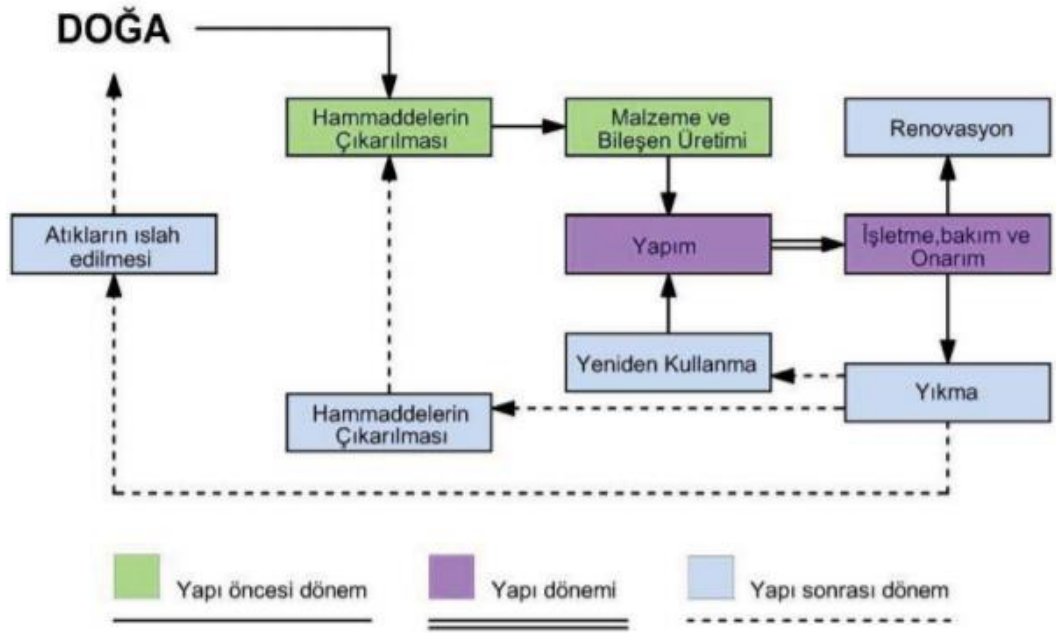 DOĞA
Hammaddelerin
Çıkarılması
Malzeme ve
Bileşen Üretimi
Renovasyon
Atıkların ıslah
edilmesi
Yapım
İşletme,bakım ve
Onarım
Yeniden Kullanma
Yıkma
Hammaddelerin
Çıkarılması
Yapı öncesi dönem
Yapı dönemi
Yapı sonrası dönem